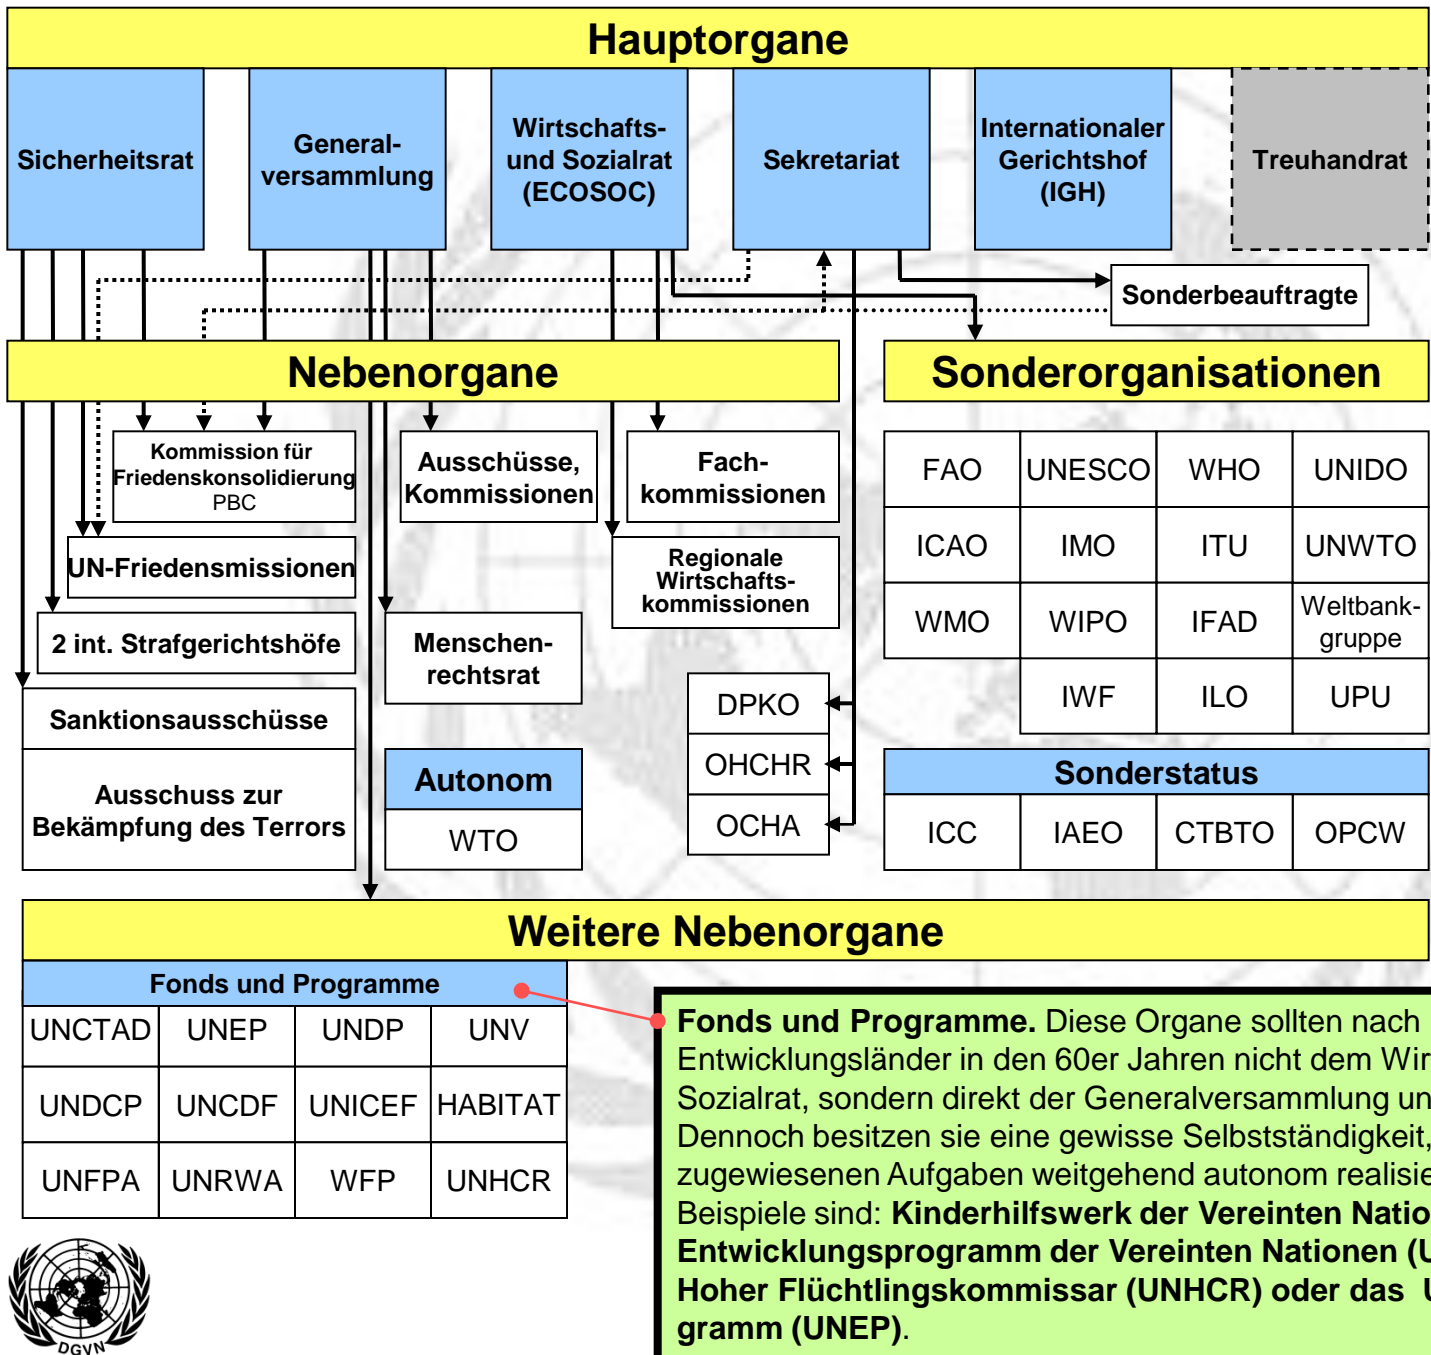 Hauptorgane
Sicherheitsrat
General-
versammlung
Wirtschafts-
und Sozialrat
(ECOSOC)
Sekretariat
Internationaler
Gerichtshof
(IGH)
Treuhandrat
Sonderbeauftragte
Nebenorgane
Sonderorganisationen
Kommission für
Friedenskonsolidierung
PBC
Ausschüsse,
Kommissionen
Fach-
kommissionen
UN-Friedensmissionen
Regionale
Wirtschafts-
kommissionen
2 int. Strafgerichtshöfe
Menschen-
rechtsrat
Sanktionsausschüsse
Ausschuss zur
Bekämpfung des Terrors
Autonom
WTO
DPKO
OHCHR
OCHA
FAO UNESCO WHO UNIDO
ICAO IMO ITU UNWTO
WMO WIPO IFAD Weltbank-
gruppe
IWF ILO UPU
Sonderstatus
ICC IAEO CTBTO OPCW
Weitere Nebenorgane
Fonds und Programme
UNCTAD UNEP UNDP UNV
UNDCP UNCDF UNICEF HABITAT
UNFPA UNRWA WFP UNHCR
Fonds und Programme. Diese Organe sollten nach
Entwicklungsländer in den 60er Jahren nicht dem
Sozialrat, sondern direkt der Generalversammlung
Dennoch besitzen sie eine gewisse Selbstständigkeit,
zugewiesenen Aufgaben weitgehend autonom
Beispiele sind: Kinderhilfswerk der Vereinten
Entwicklungsprogramm der Vereinten Nationen
Hoher Flüchtlingskommissar (UNHCR) oder das
gramm (UNEP).
DGVN